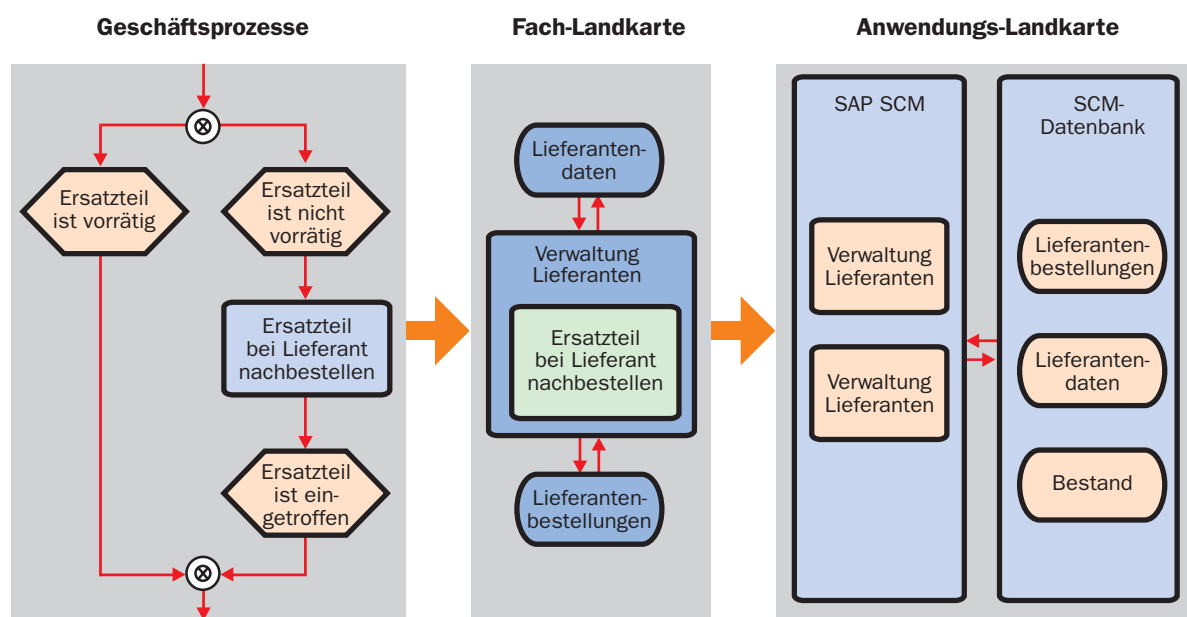 Geschäftsprozesse
Fach-Landkarte
Anwendungs-Landkarte
Ersatzteil
ist vorrätig
Ersatzteil
ist nicht
vorrätig
Ersatzteil
bei Lieferant
nachbestellen
Ersatzteil
ist ein-
getroffen
Lieferanten-
daten
Verwaltung
Lieferanten
Ersatzteil
bei Lieferant
nachbestellen
Lieferanten-
bestellungen
SAP SCM
Verwaltung
Lieferanten
Verwaltung
Lieferanten
SCM-
Datenbank
Lieferanten-
bestellungen
Lieferanten-
daten
Bestand